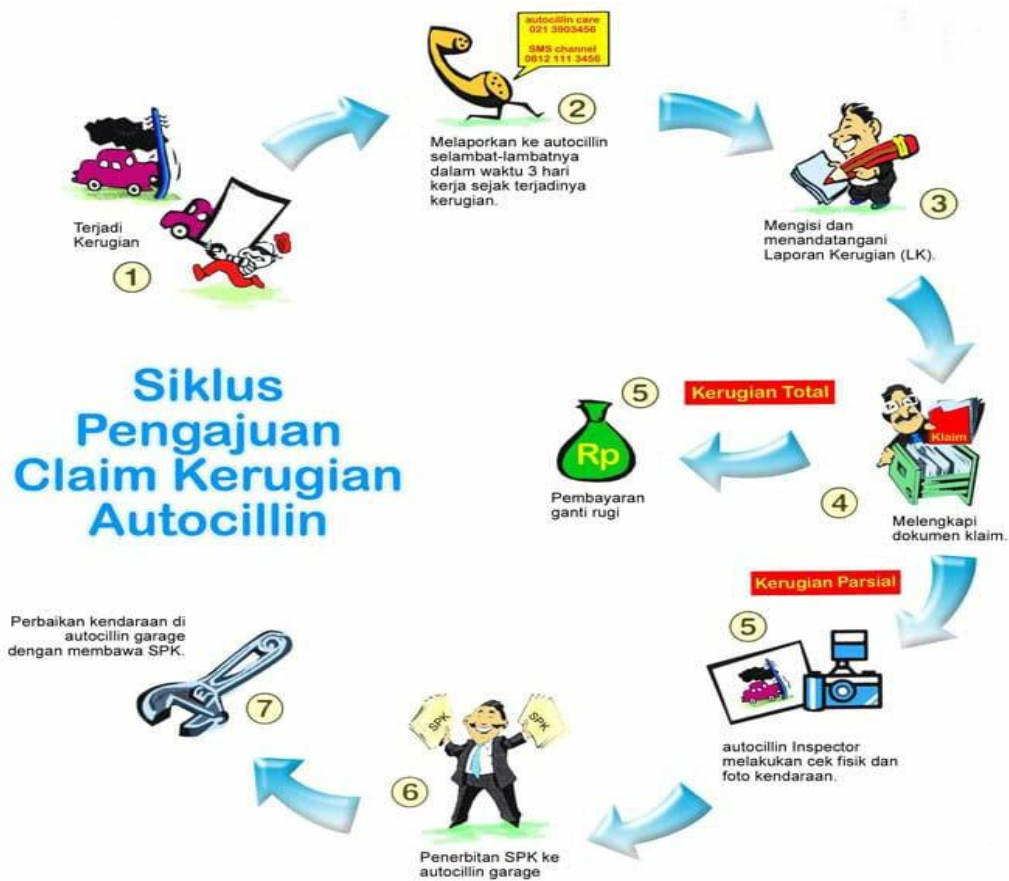 autocillin care
021 3903456
SMS channel
0812 111 3456
2
Melaporkan ke autocillin
selambat-lambatnya
dalam waktu 3 hari
kerja sejak terjadinya
kerugian.
Terjadi
Kerugian
1
3
Mengisi dan
menandatangani
Laporan Kerugian (LK).
Siklus
Pengajuan
Claim Kerugian
Autocillin
5
Kerugian Total
Rp
Pembayaran
ganti rugi
Klaim
4
Melengkapi
dokumen klaim.
Kerugian Parsial
5
autocillin Inspector
melakukan cek fisik dan
foto kendaraan.
SPK
SPK
6
Penerbitan SPK ke
autocillin garage
Perbaikan kendaraan di
autocillin garage
dengan membawa SPK.
7